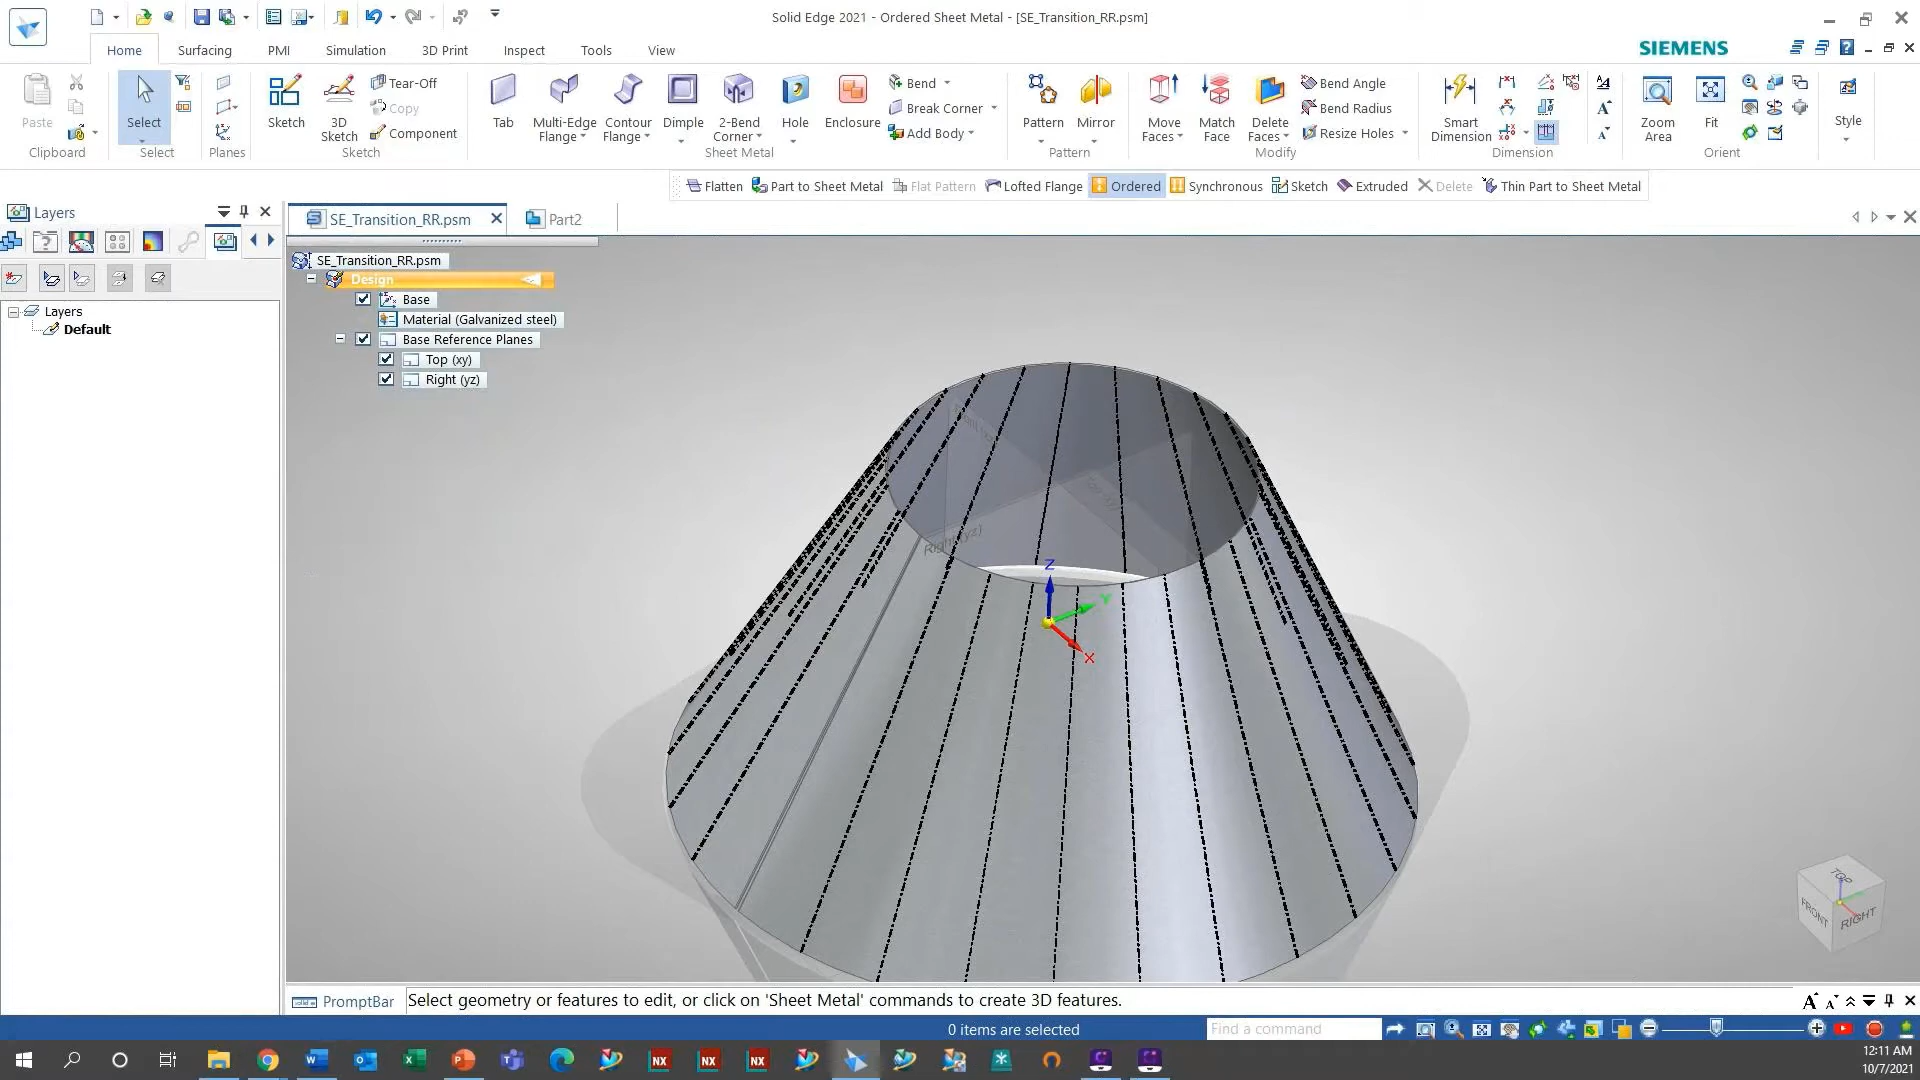 Solid Edge 2021 - Ordered Sheet Metal - [SE_Transition_RR.psm]
Home Surfacing PMI Simulation 3D Print Inspect Tools View
SIEMENS
Paste
Clipboard
Select
Select
Planes
Sketch
3D Sketch
Tear-Off
Copy
Component
Sketch
Tab
Multi-Edge Flange
Contour Flange
Dimple
2-Bend Corner
Hole
Enclosure
Bend
Break Corner
Add Body
Sheet Metal
Pattern
Mirror
Pattern
Move Faces
Match Face
Delete Faces
Bend Angle
Bend Radius
Resize Holes
Modify
Smart Dimension
Dimension
Zoom Area
Fit
Orient
Style
Flatten Part to Sheet Metal Flat Pattern Lofted Flange Ordered Synchronous Sketch Extruded Delete Thin Part to Sheet Metal
Layers
SE_Transition_RR.psm Part2
Layers
Default
SE_Transition_RR.psm
Design
Base
Material (Galvanized steel)
Base Reference Planes
Top (xy)
Right (yz)
Right (yz)
Z
Y
X
TOP
FRONT
RIGHT
PromptBar Select geometry or features to edit, or click on 'Sheet Metal' commands to create 3D features.
0 items are selected
Find a command
12:11 AM
10/7/2021